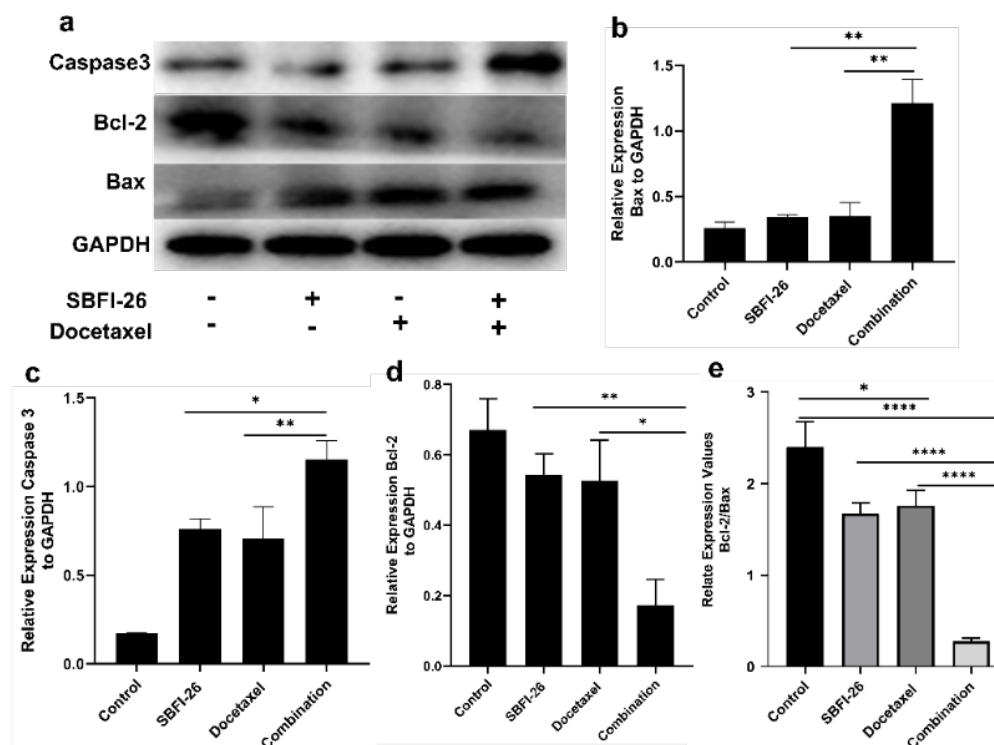 a
Caspase3
Bcl-2
Bax
GAPDH
SBFI-26 - + - +
Docetaxel - - + +
b
Relative Expression
Bax to GAPDH
1.5
1.0
0.5
0.0
**
**
Control
SBFI-26
Docetaxel
Combination
c
Relative Expression Caspase 3
to GAPDH
1.5
1.0
0.5
0.0
*
**
Control
SBFI-26
Docetaxel
Combination
d
Relative Expression Bcl-2
to GAPDH
0.8
0.6
0.4
0.2
0.0
**
*
Control
SBFI-26
Docetaxel
Combination
e
Relate Expression Values
Bcl-2/Bax
3
2
1
0
*
****
****
****
Control
SBFI-26
Docetaxel
Combination